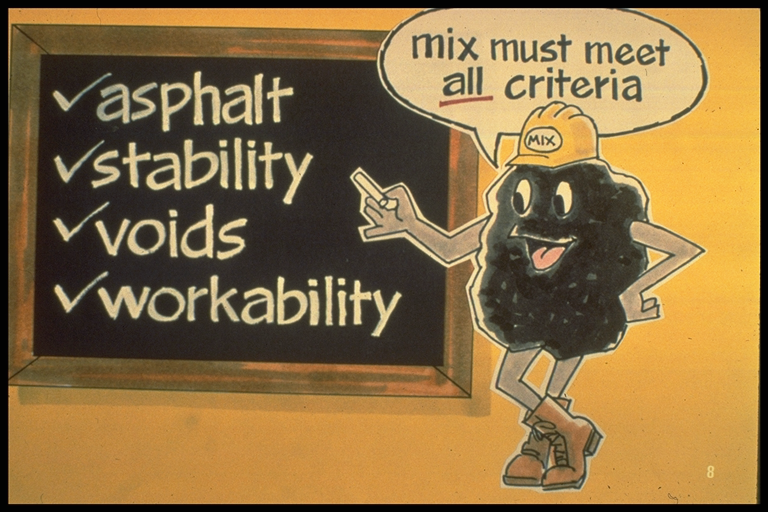 mix must meet
all criteria
MIX
✓asphalt
✓stability
✓voids
✓workability
8